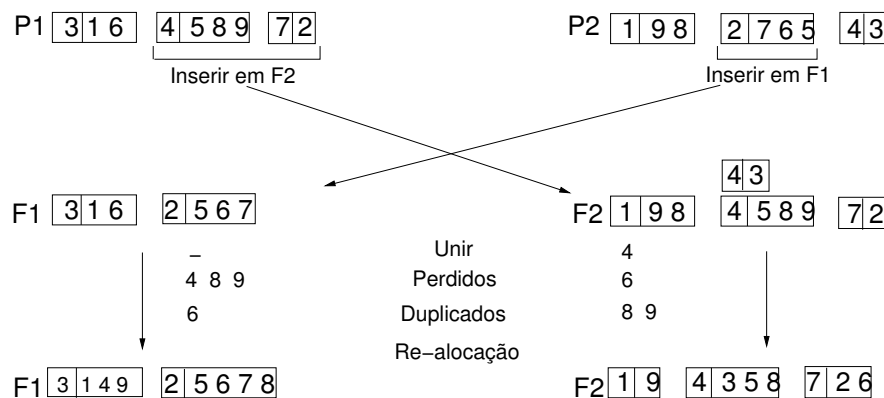 P1 3 1 6 4 5 8 9 7 2
P2 1 9 8 2 7 6 5 4 3
Inserir em F2
Inserir em F1
4 3
F1 3 1 6 2 5 6 7
F2 1 9 8 4 5 8 9 7 2
– Unir 4
4 8 9 Perdidos 6
6 Duplicados 8 9
Re–alocação
F1 3 1 4 9 2 5 6 7 8
F2 1 9 4 3 5 8 7 2 6